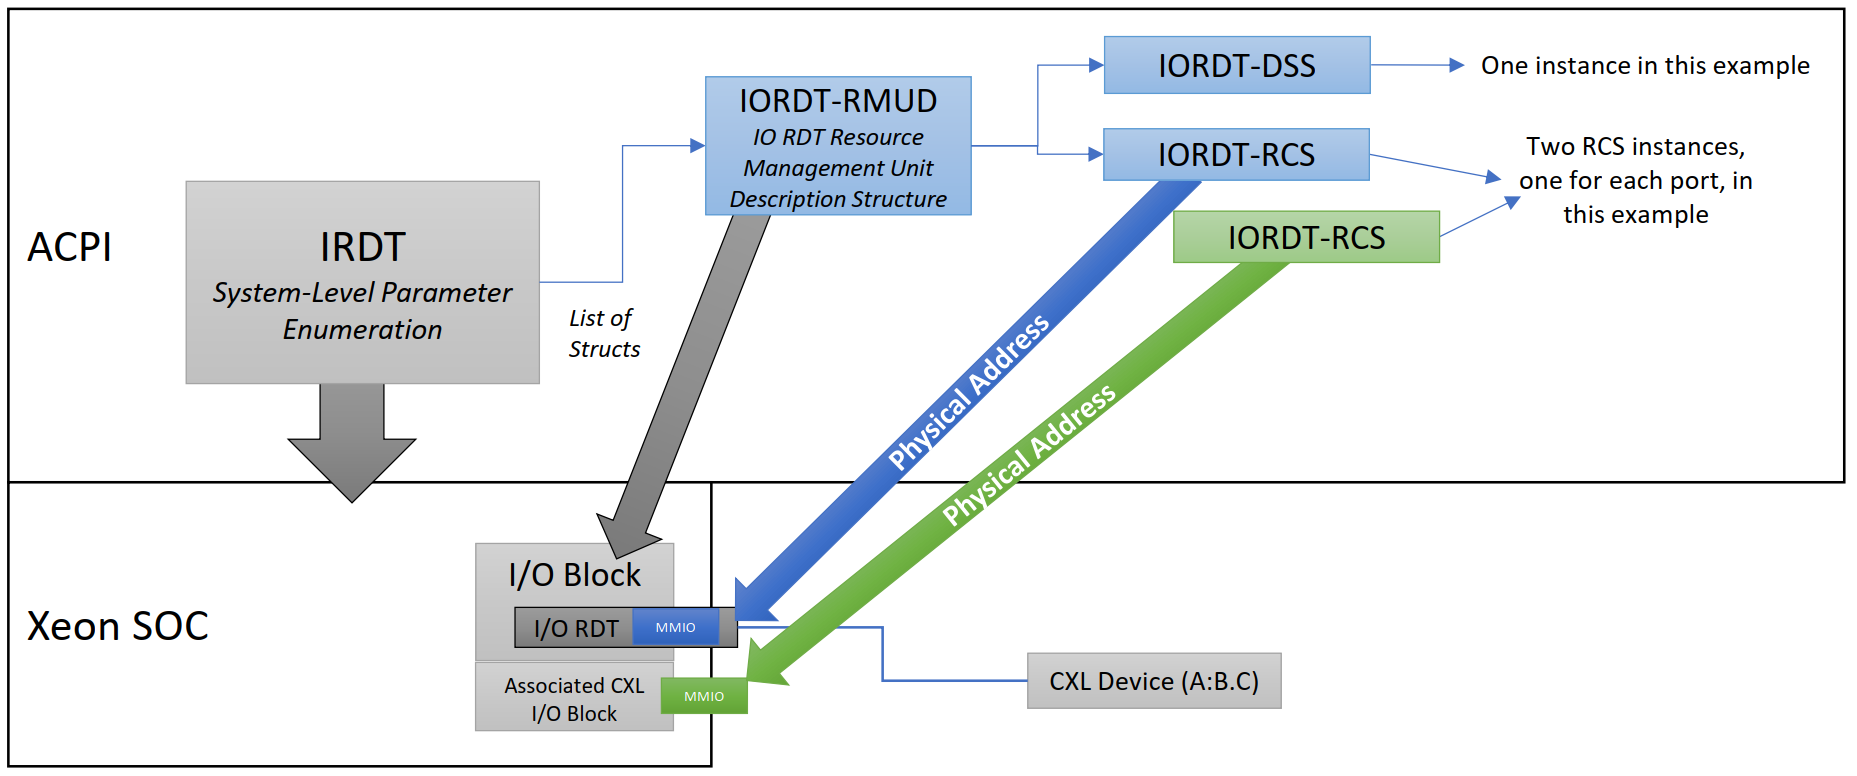 ACPI
IRDT
System-Level Parameter
Enumeration
List of
Structs
IORDT-RMUD
IO RDT Resource
Management Unit
Description Structure
IORDT-DSS
One instance in this example
IORDT-RCS
IORDT-RCS
Two RCS instances,
one for each port, in
this example
Physical Address
Physical Address
Xeon SOC
I/O Block
I/O RDT
MMIO
Associated CXL
I/O Block
MMIO
CXL Device (A:B.C)